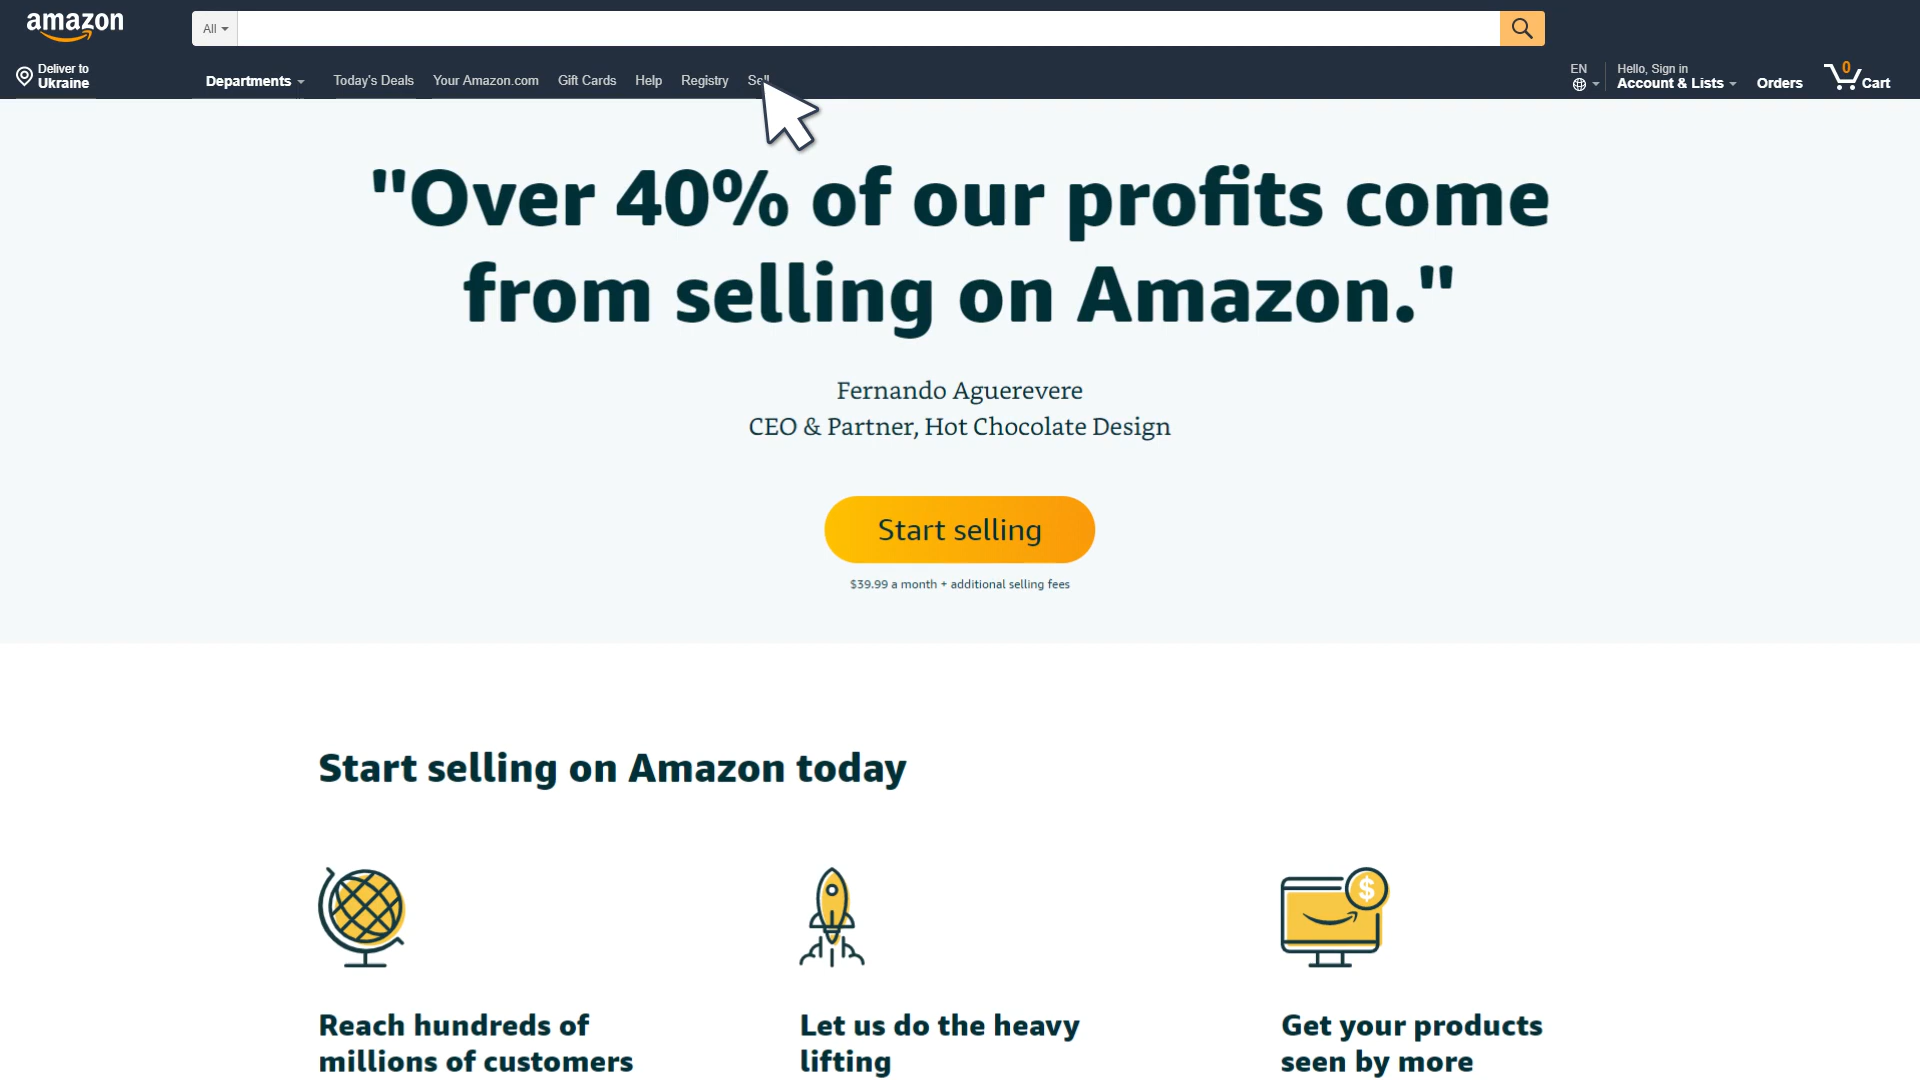 amazon
All
Deliver to
Ukraine
Departments Today's Deals Your Amazon.com Gift Cards Help Registry Sell
EN
Hello, Sign in
Account & Lists
Orders
0
Cart
"Over 40% of our profits come
from selling on Amazon."
Fernando Aguerevere
CEO & Partner, Hot Chocolate Design
Start selling
$39.99 a month + additional selling fees
Start selling on Amazon today
$
Reach hundreds of
millions of customers
Let us do the heavy
lifting
Get your products
seen by more